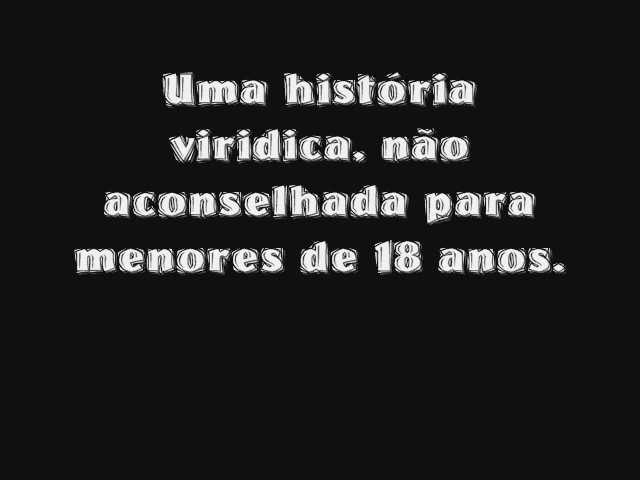 Uma história
viridica, não
aconselhada para
menores de 18 anos.